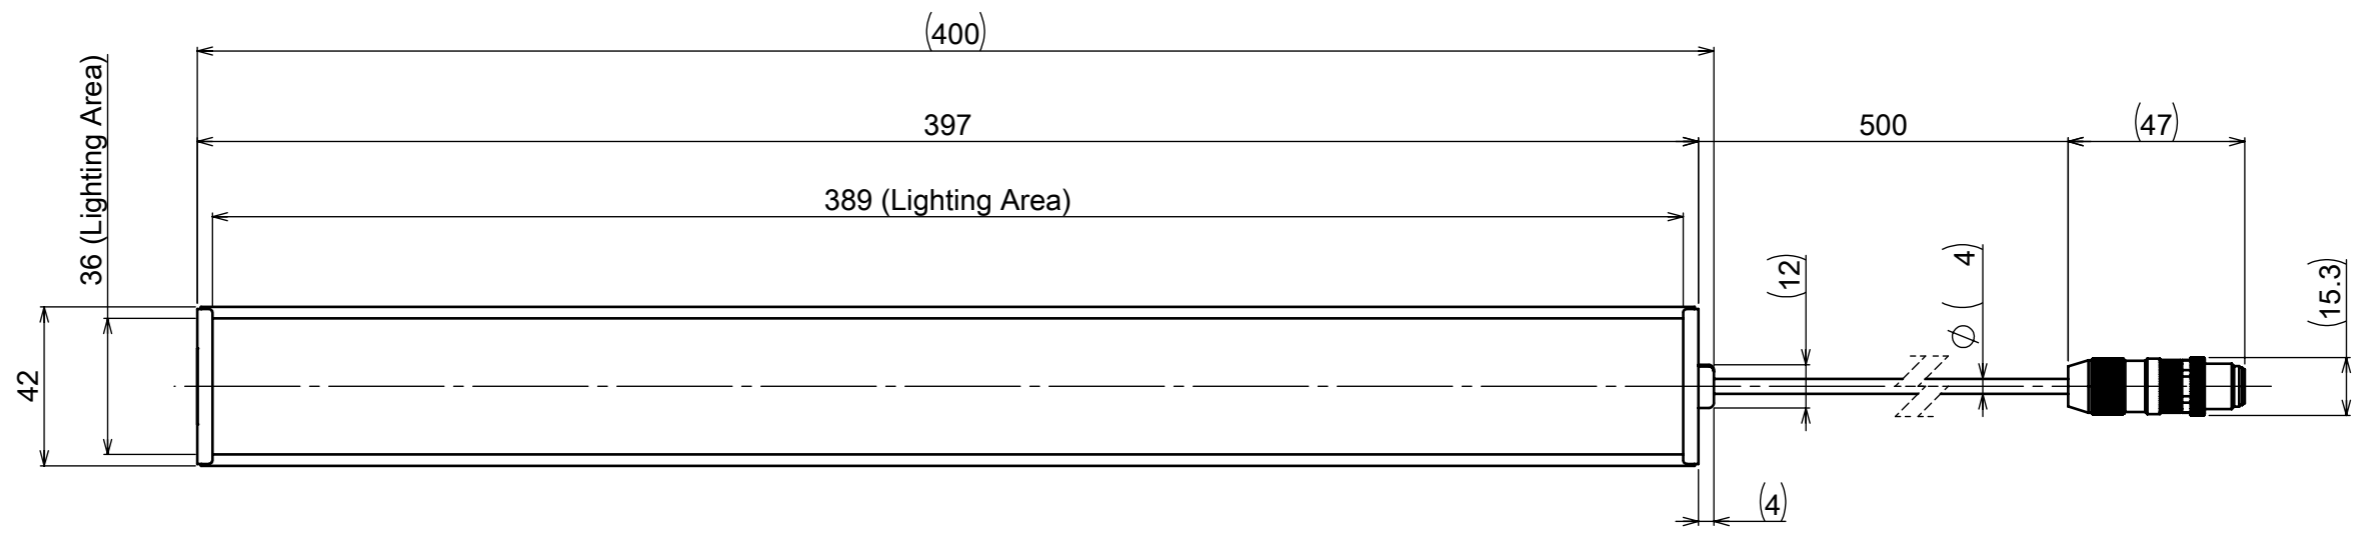 (400)
397
500
(47)
389 (Lighting Area)
36 (Lighting Area)
42
(12)
Ø ( 4)
(15.3)
(4)